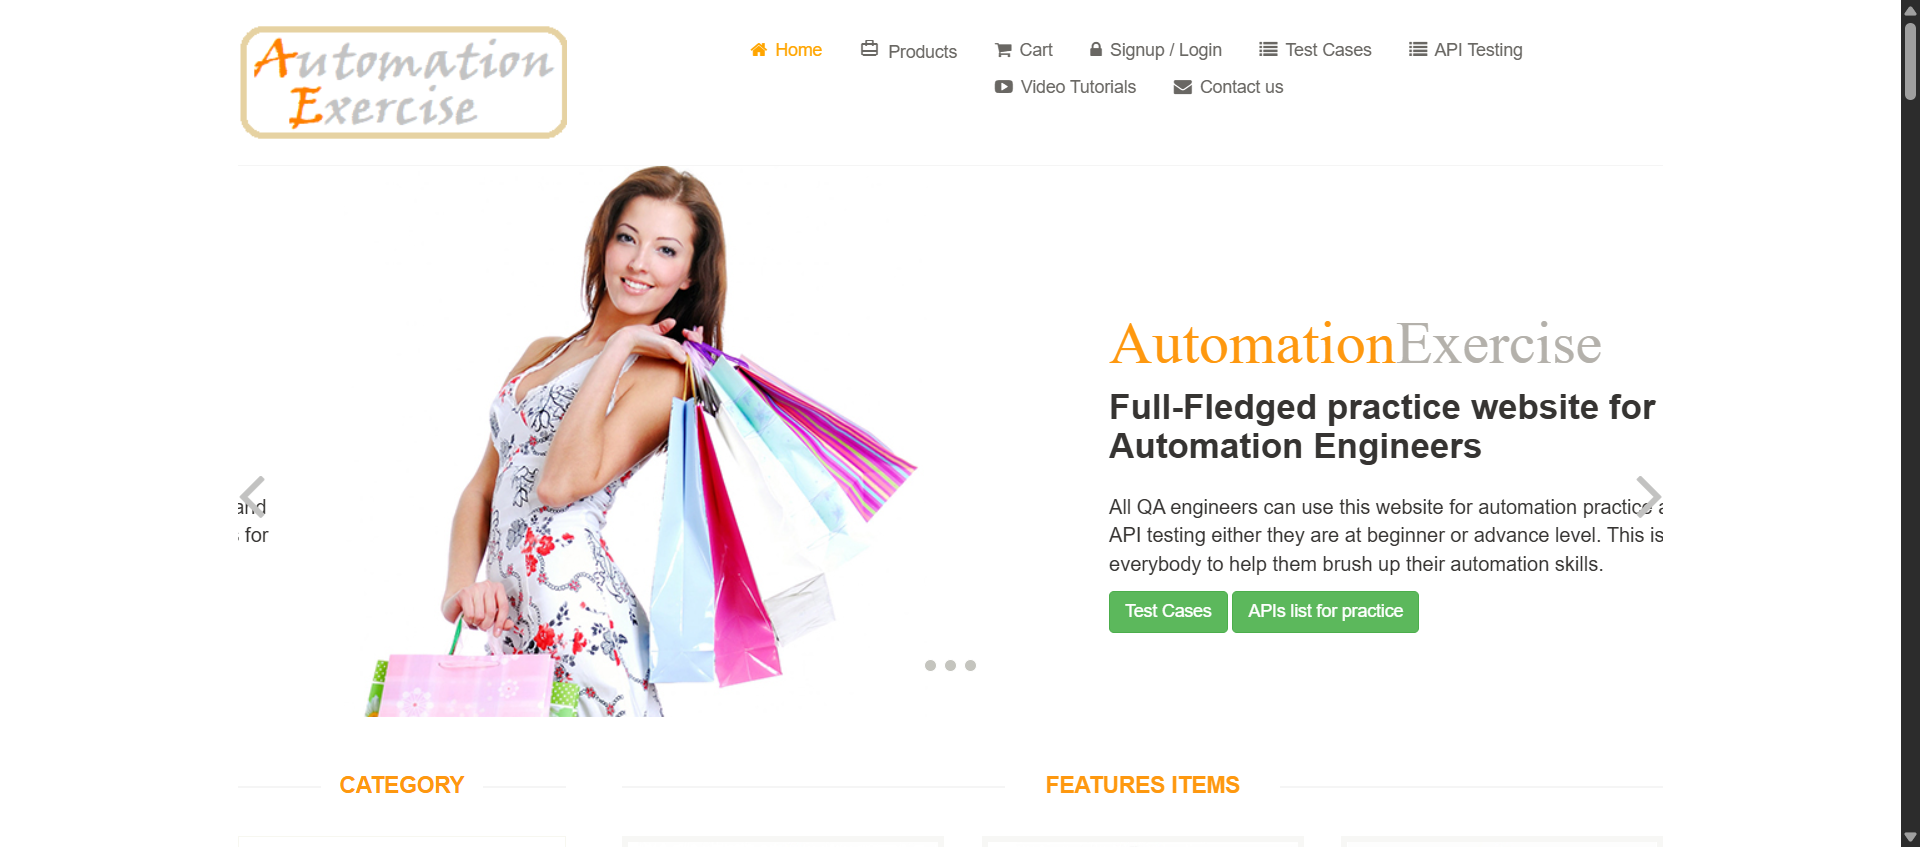 Automation
Exercise
Home
Products
Cart
Signup / Login
Test Cases
API Testing
Video Tutorials
Contact us
AutomationExercise
Full-Fledged practice website for
Automation Engineers
and
for
All QA engineers can use this website for automation practice
API testing either they are at beginner or advance level. This is
everybody to help them brush up their automation skills.
Test Cases
APIs list for practice
CATEGORY
FEATURES ITEMS